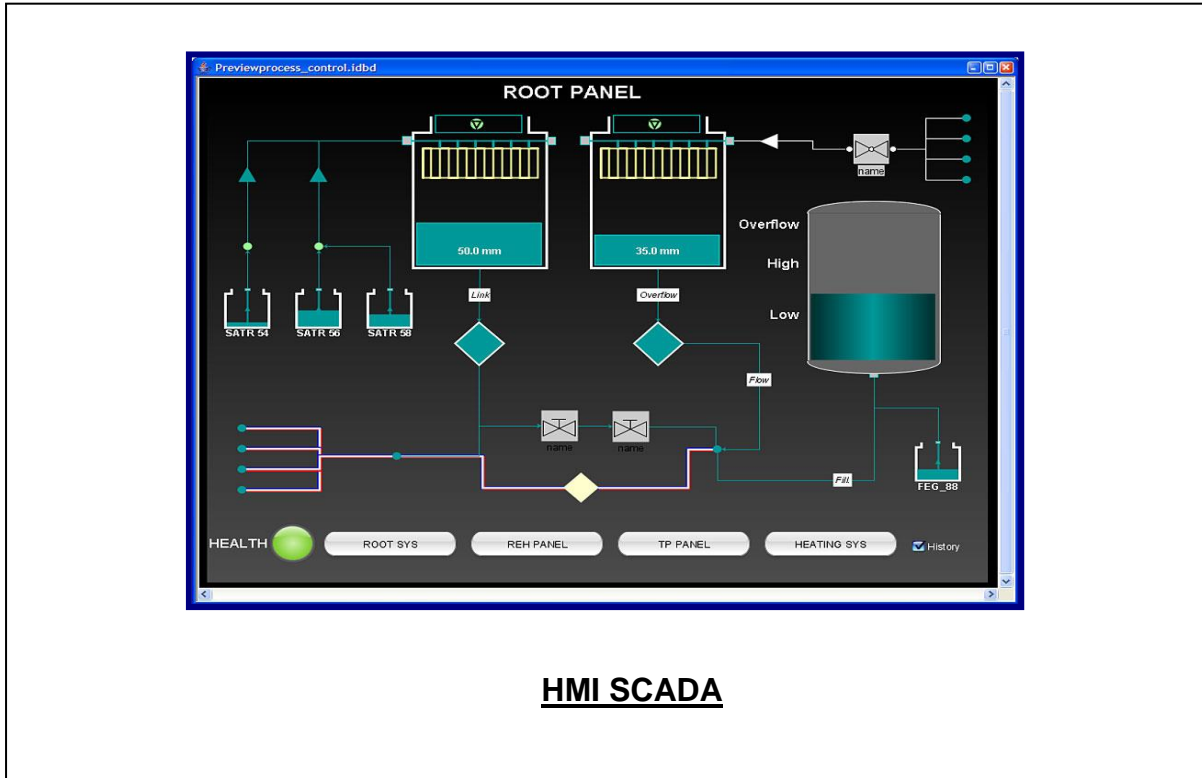 Previewprocess_control.idbd
ROOT PANEL
name
Overflow
High
Low
50.0 mm
35.0 mm
Link
Overflow
SATR 54
SATR 56
SATR 58
Flow
name
name
Fill
FEG_88
HEALTH
ROOT SYS
REH PANEL
TP PANEL
HEATING SYS
History
HMI SCADA